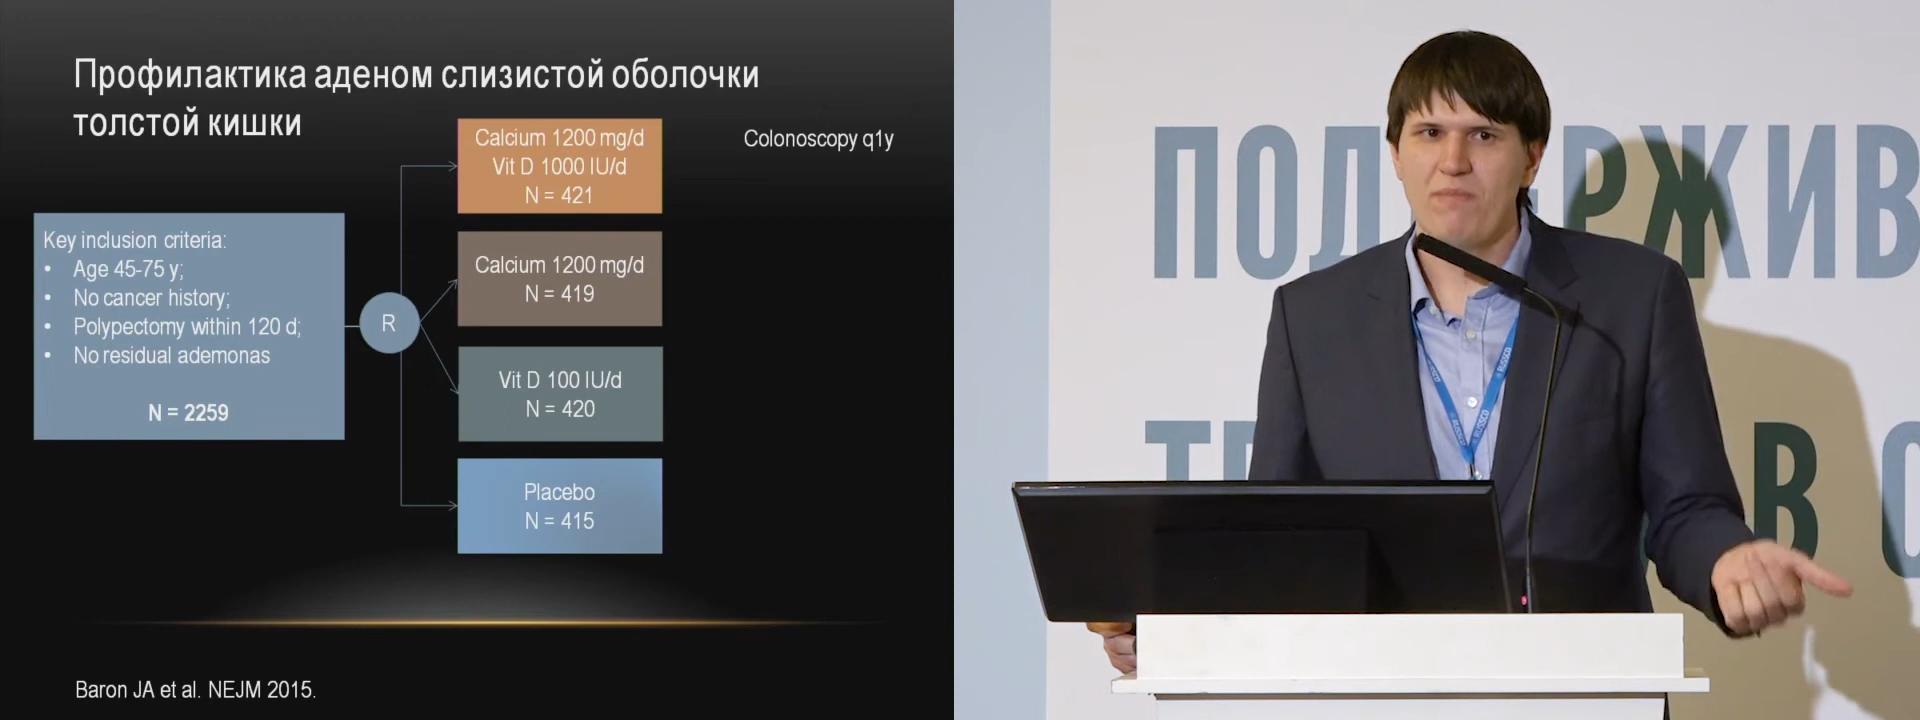 Профилактика аденом слизистой оболочки
толстой кишки
Calcium 1200 mg/d
Vit D 1000 IU/d
N = 421
Colonoscopy q1y
Key inclusion criteria:
• Age 45-75 y;
• No cancer history;
• Polypectomy within 120 d;
• No residual ademonas
N = 2259
R
Calcium 1200 mg/d
N = 419
Vit D 100 IU/d
N = 420
Placebo
N = 415
Baron JA et al. NEJM 2015.
RUSSCO
RUSSCO